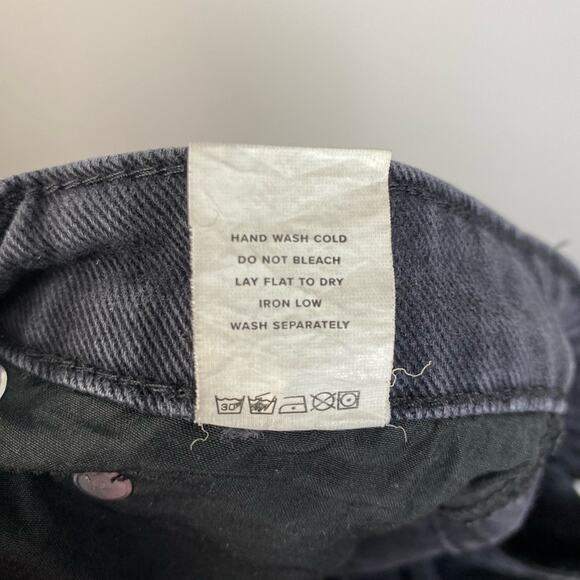 HAND WASH COLD
DO NOT BLEACH
LAY FLAT TO DRY
IRON LOW
WASH SEPARATELY
30°